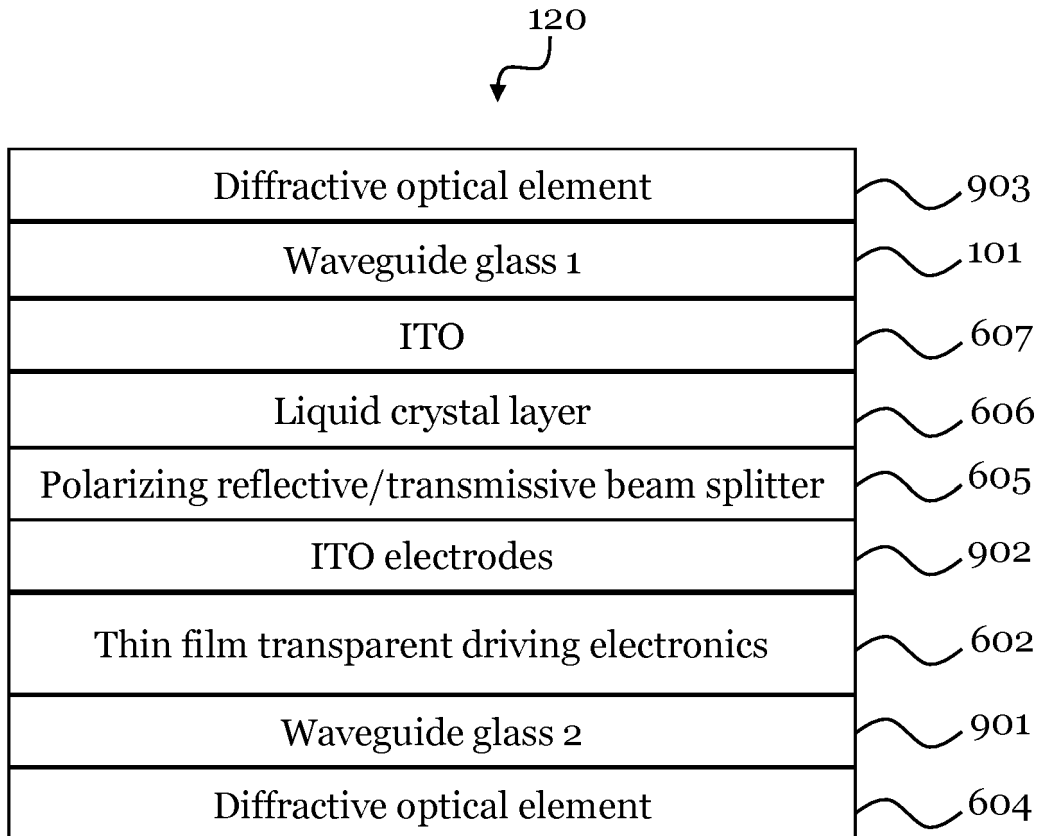 120
Diffractive optical element 903
Waveguide glass 1 101
ITO 607
Liquid crystal layer 606
Polarizing reflective/transmissive beam splitter 605
ITO electrodes 902
Thin film transparent driving electronics 602
Waveguide glass 2 901
Diffractive optical element 604